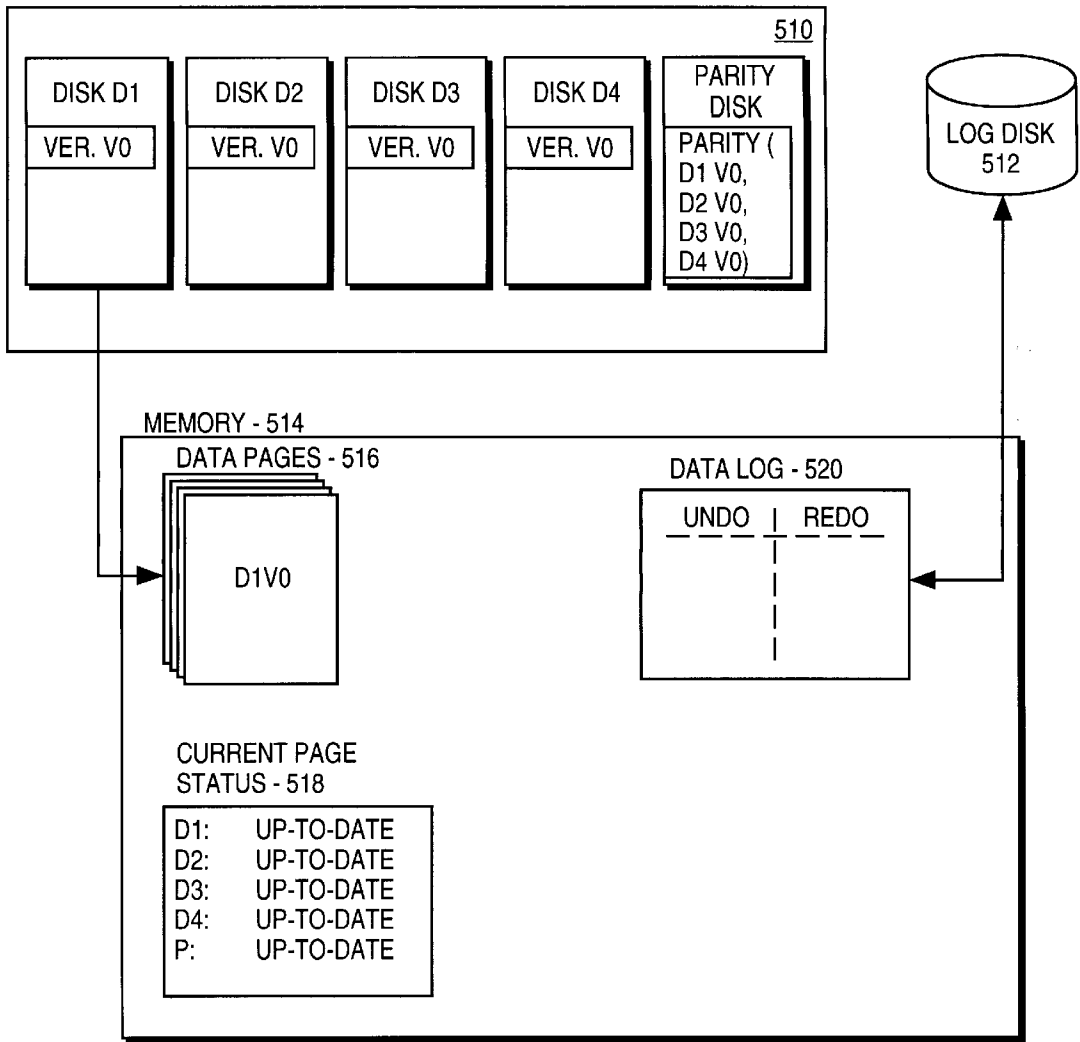 510
DISK D1
VER. V0
DISK D2
VER. V0
DISK D3
VER. V0
DISK D4
VER. V0
PARITY
DISK
PARITY (
D1 V0,
D2 V0,
D3 V0,
D4 V0)
LOG DISK
512
MEMORY - 514
DATA PAGES - 516
D1V0
DATA LOG - 520
UNDO REDO
CURRENT PAGE
STATUS - 518
D1: UP-TO-DATE
D2: UP-TO-DATE
D3: UP-TO-DATE
D4: UP-TO-DATE
P: UP-TO-DATE